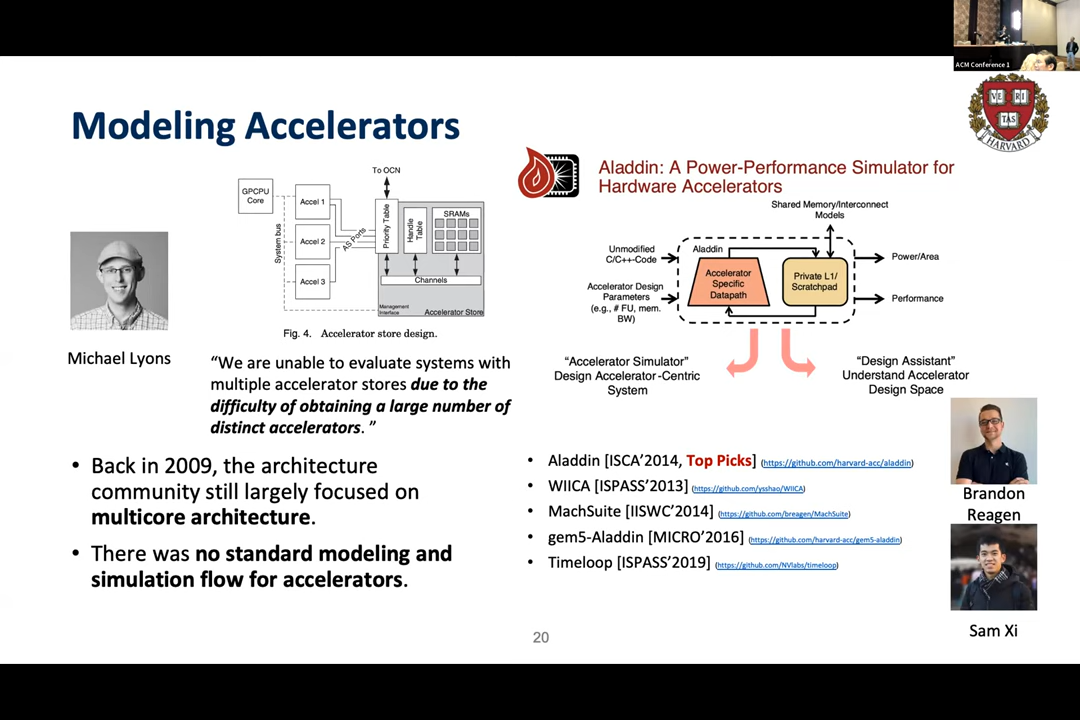 ACM Conference 1
Modeling Accelerators
VE RI
TAS
HARVARD
To OCN
GPCPU
Core
System bus
Accel 1
Accel 2
Accel 3
AS Ports
Priority Table
Handle
Table
SRAMs
Channels
Management
Interface
Accelerator Store
Fig. 4. Accelerator store design.
Michael Lyons
“We are unable to evaluate systems with
multiple accelerator stores due to the
difficulty of obtaining a large number of
distinct accelerators. ”
• Back in 2009, the architecture
community still largely focused on
multicore architecture.
• There was no standard modeling and
simulation flow for accelerators.
Aladdin: A Power-Performance Simulator for
Hardware Accelerators
Shared Memory/Interconnect
Models
Unmodified
C/C++-Code
Accelerator Design
Parameters
(e.g., # FU, mem.
BW)
Aladdin
Accelerator
Specific
Datapath
Private L1/
Scratchpad
Power/Area
Performance
“Accelerator Simulator”
Design Accelerator-Centric
System
“Design Assistant”
Understand Accelerator
Design Space
• Aladdin [ISCA’2014, Top Picks] (https://github.com/harvard-acc/aladdin)
• WIICA [ISPASS’2013] (https://github.com/ysshao/WIICA)
• MachSuite [IISWC’2014] (https://github.com/breagen/MachSuite)
• gem5-Aladdin [MICRO’2016] (https://github.com/harvard-acc/gem5-aladdin)
• Timeloop [ISPASS’2019] (https://github.com/NVlabs/timeloop)
Brandon
Reagen
Sam Xi
20